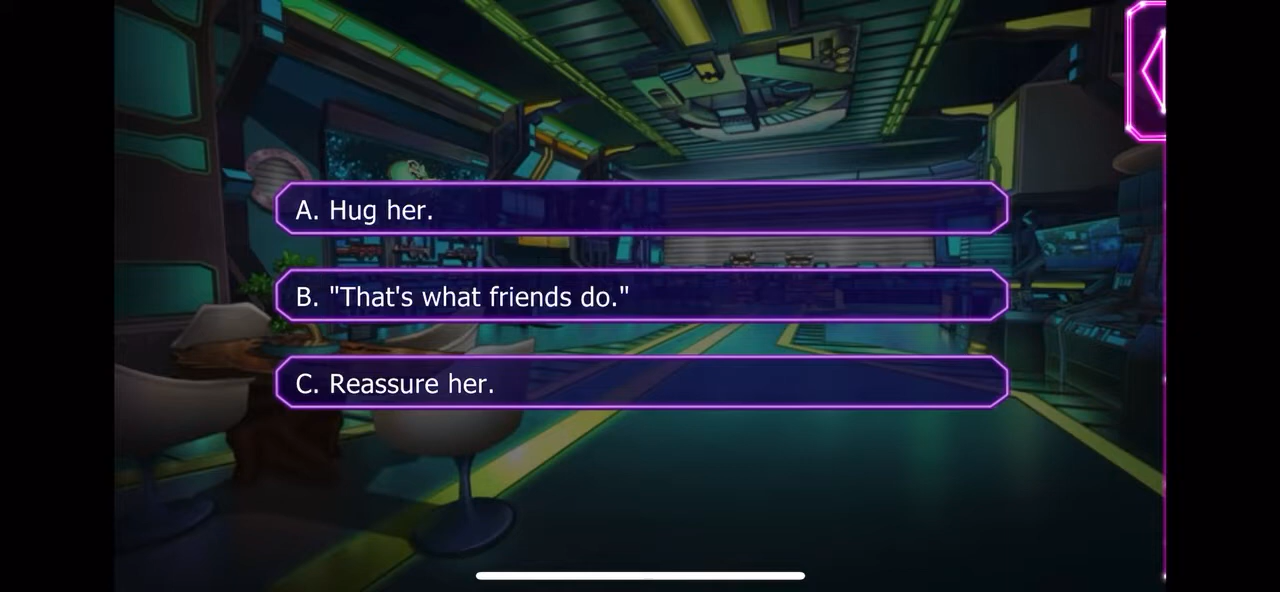 A. Hug her.
B. "That's what friends do."
C. Reassure her.